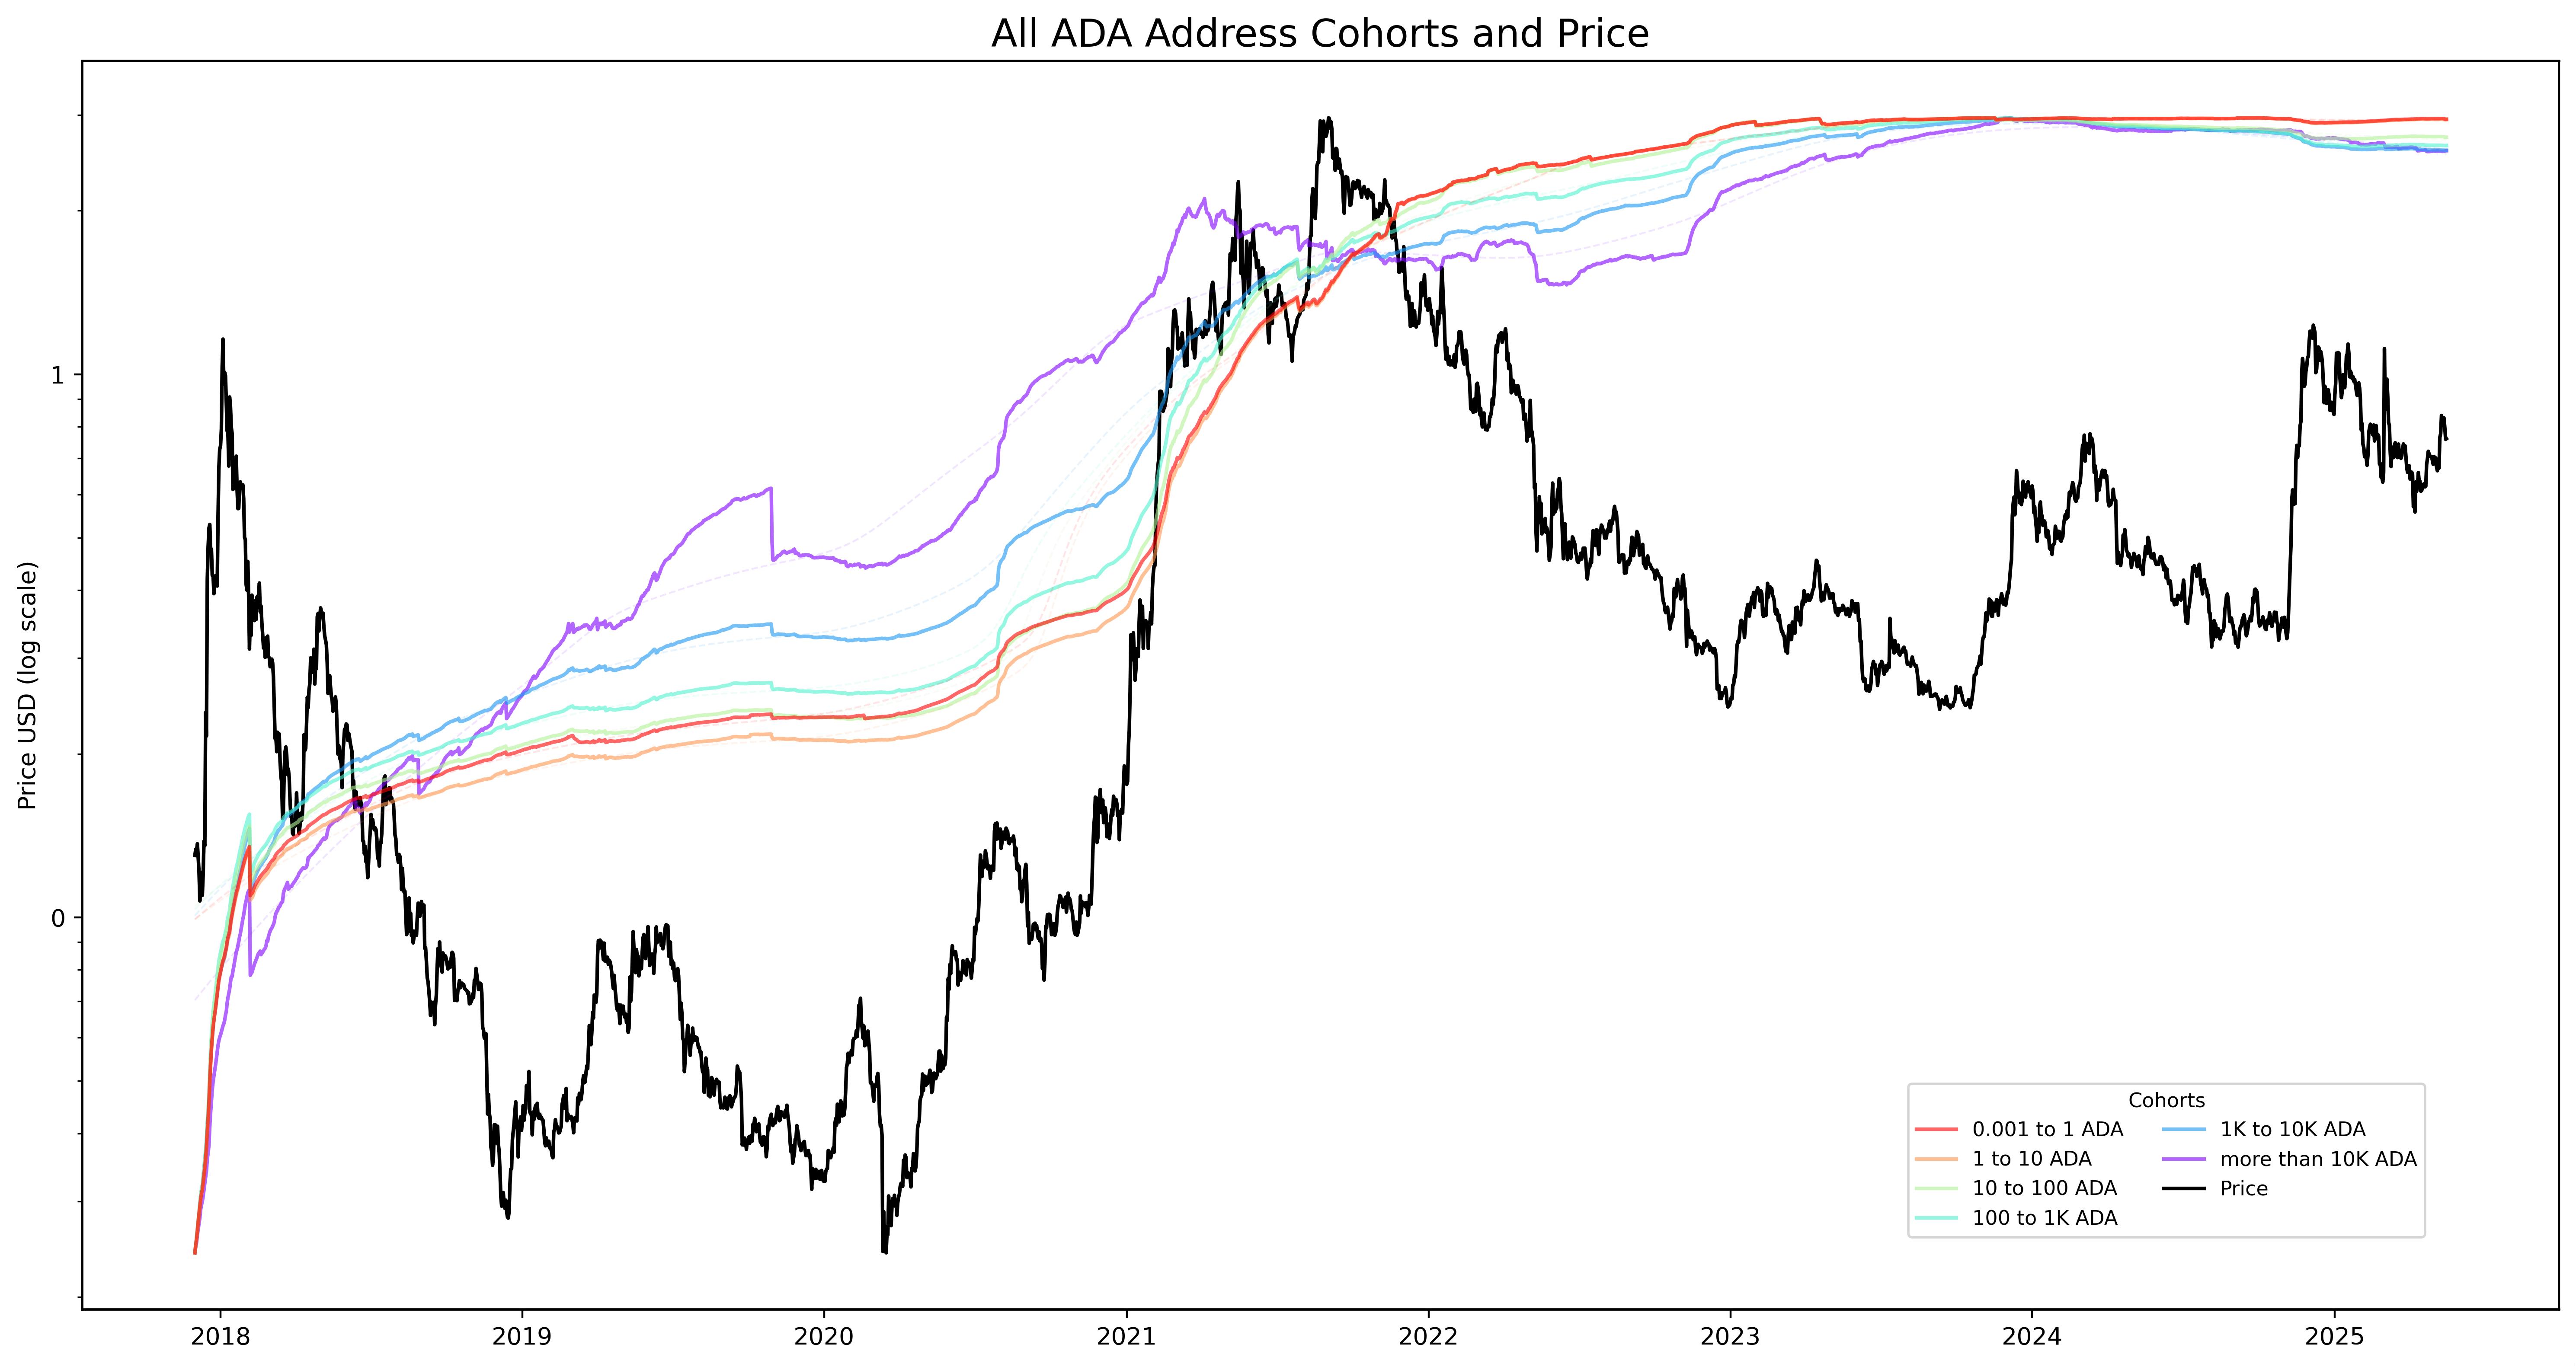 All ADA Address Cohorts and Price
Price USD (log scale)
1
0
2018
2019
2020
2021
2022
2023
2024
2025
Cohorts
0.001 to 1 ADA
1 to 10 ADA
10 to 100 ADA
100 to 1K ADA
1K to 10K ADA
more than 10K ADA
Price